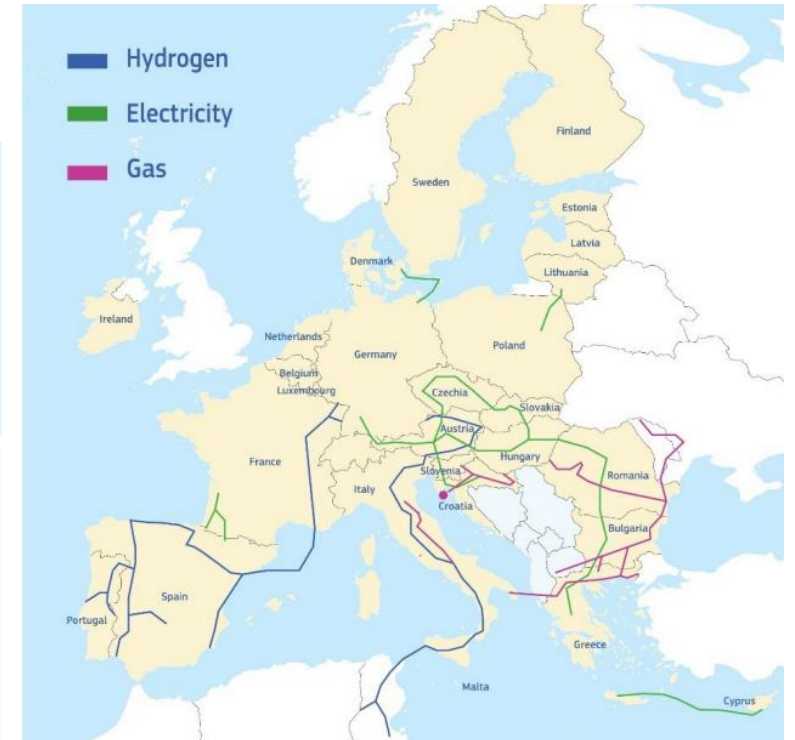 Hydrogen
Electricity
Gas
Finland
Sweden
Estonia
Latvia
Denmark
Lithuania
Ireland
Netherlands
Poland
Germany
Belgium
Luxembourg
Czechia
Slovakia
Austria
France
Hungary
Slovenia
Romania
Italy
Croatia
Bulgaria
Spain
Portugal
Greece
Malta
Cyprus